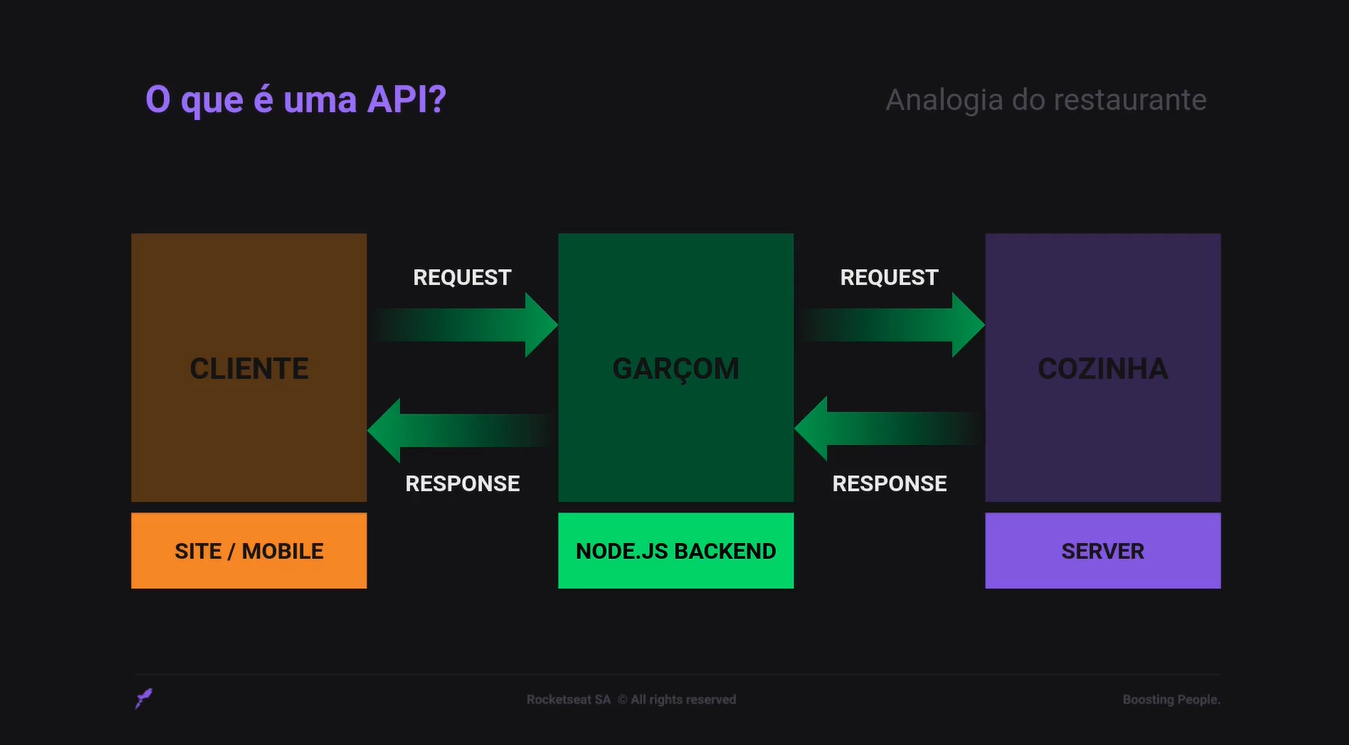 O que é uma API?
Analogia do restaurante
REQUEST
REQUEST
CLIENTE
GARÇOM
COZINHA
RESPONSE
RESPONSE
SITE / MOBILE
NODE.JS BACKEND
SERVER
Rocketseat SA © All rights reserved
Boosting People.